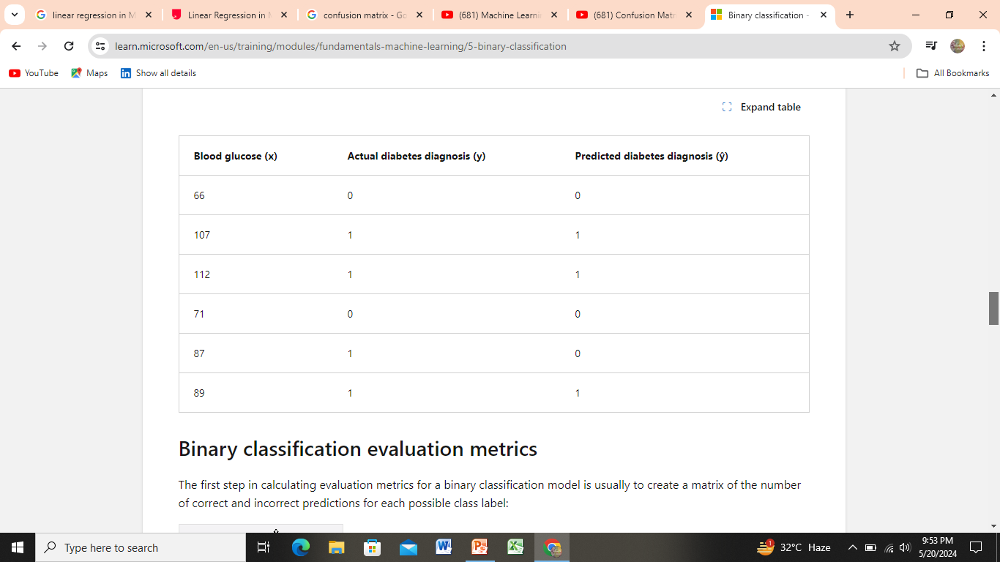 linear regression in M
Linear Regression in M
confusion matrix - Go
(681) Machine Learnin
(681) Confusion Matr
Binary classification -
learn.microsoft.com/en-us/training/modules/fundamentals-machine-learning/5-binary-classification
YouTube Maps Show all details All Bookmarks
Expand table
Blood glucose (x) Actual diabetes diagnosis (y) Predicted diabetes diagnosis (ŷ)
66 0 0
107 1 1
112 1 1
71 0 0
87 1 0
89 1 1
Binary classification evaluation metrics
The first step in calculating evaluation metrics for a binary classification model is usually to create a matrix of the number
of correct and incorrect predictions for each possible class label:
Type here to search
1
32°C Haze
9:53 PM
5/20/2024